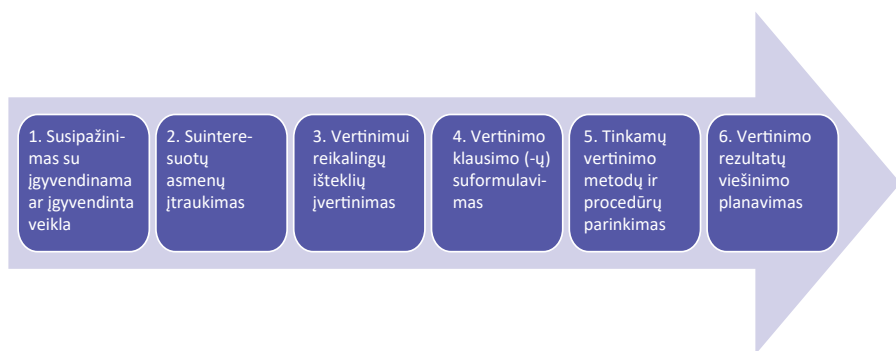 1. Susipažini-
mas su
įgyvendinama
ar įgyvendinta
veikla
2. Suintere-
suotų
asmenų
įtraukimas
3. Vertinimui
reikalingų
išteklių
įvertinimas
4. Vertinimo
klausimo (-ų)
suformulavi-
mas
5. Tinkamų
vertinimo
metodų ir
procedūrų
parinkimas
6. Vertinimo
rezultatų
viešinimo
planavimas